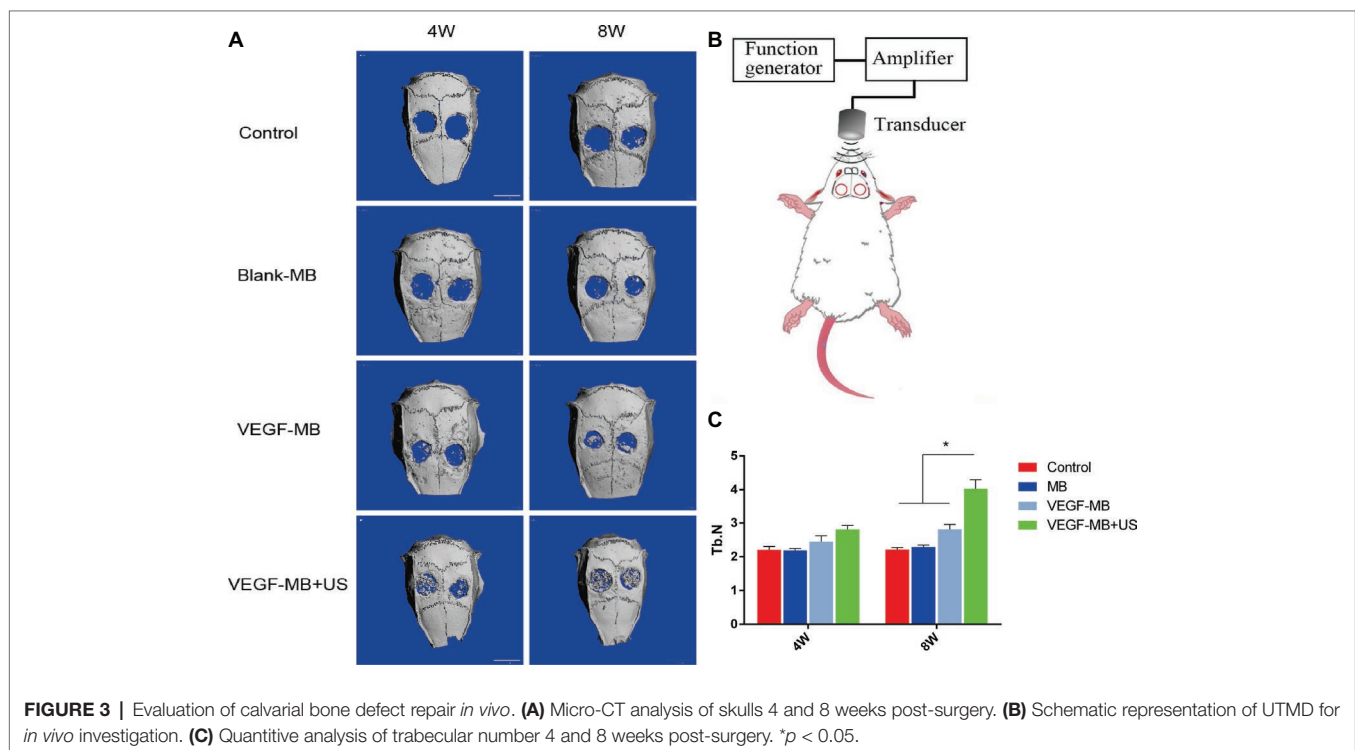 A
4W
8W
Control
Blank-MB
VEGF-MB
VEGF-MB+US
B
Function
generator
Amplifier
Transducer
C
Tb.N
5
4
3
2
1
0
*
4W
8W
Control
MB
VEGF-MB
VEGF-MB+US
FIGURE 3 | Evaluation of calvarial bone defect repair in vivo. (A) Micro-CT analysis of skulls 4 and 8 weeks post-surgery. (B) Schematic representation of UTMD for
in vivo investigation. (C) Quantitive analysis of trabecular number 4 and 8 weeks post-surgery. *p < 0.05.